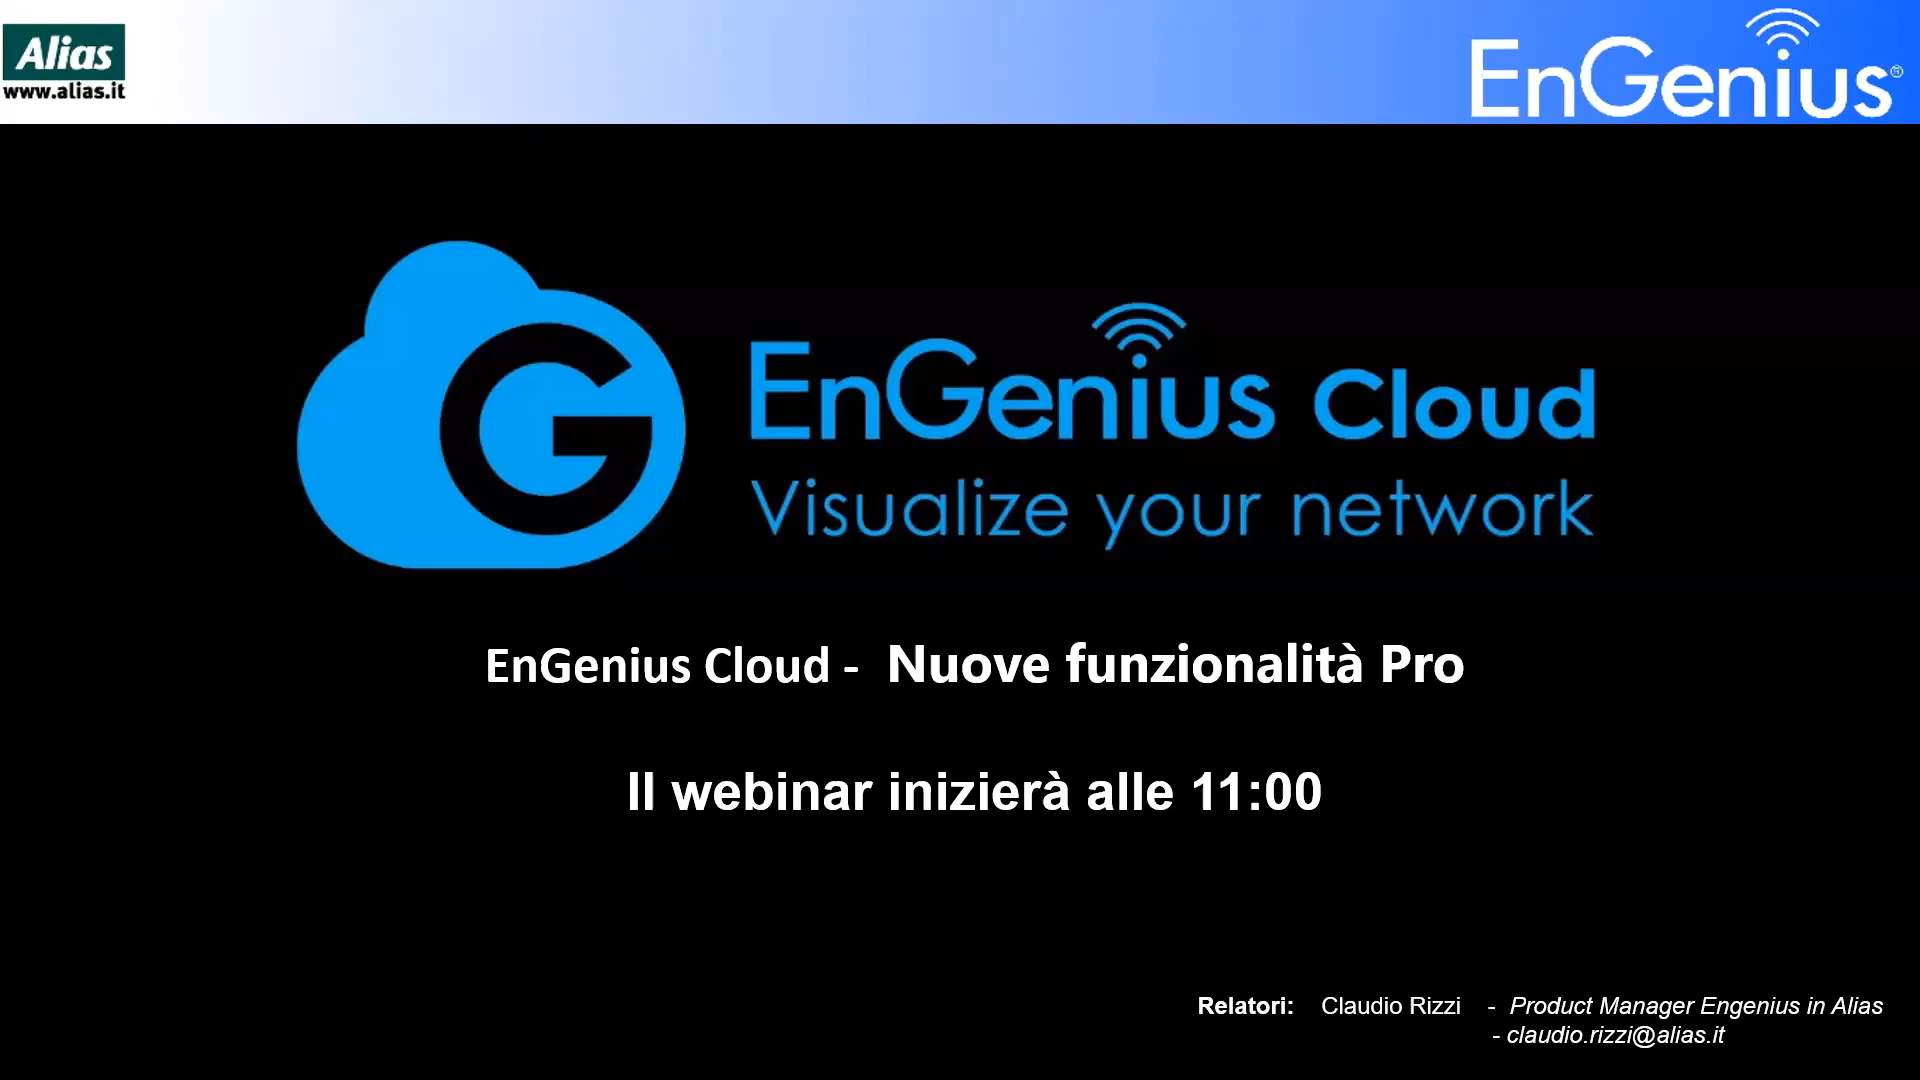 Alias
www.alias.it
EnGenius®
EnGenius Cloud
Visualize your network
EnGenius Cloud - Nuove funzionalità Pro
Il webinar inizierà alle 11:00
Relatori: Claudio Rizzi - Product Manager Engenius in Alias
- claudio.rizzi@alias.it